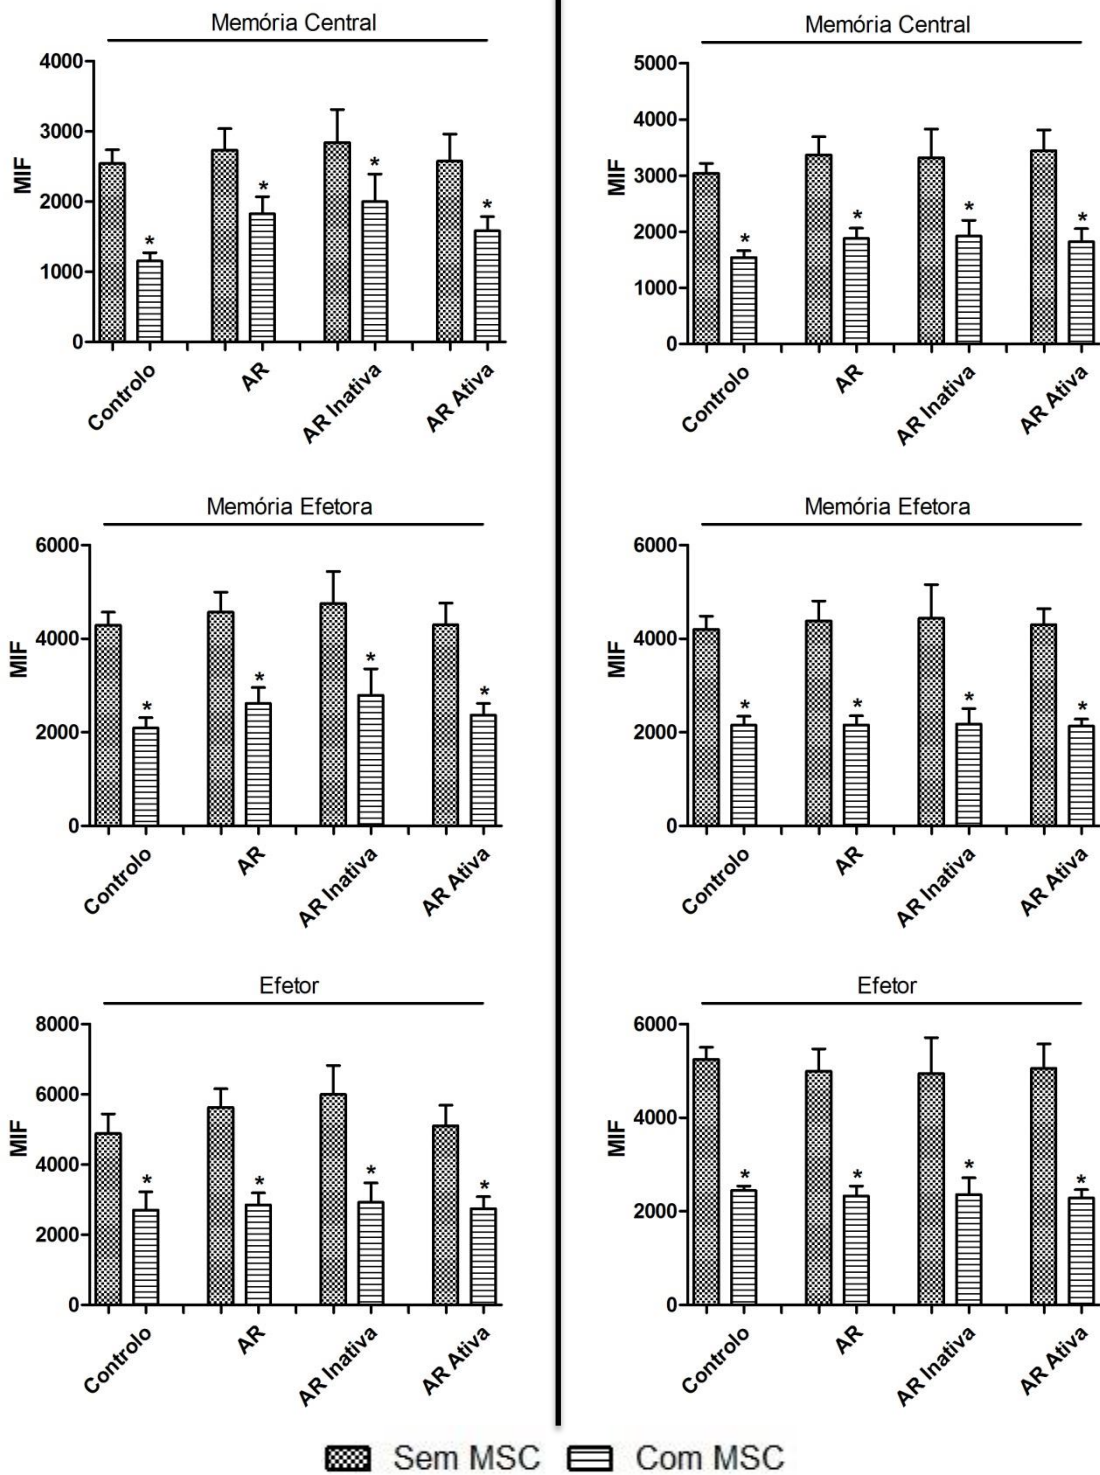 Memória Central
4000
3000
2000
1000
0
MIF
*
*
*
*
Controlo
AR
AR Inativa
AR Ativa
Memória Central
5000
4000
3000
2000
1000
0
MIF
*
*
*
*
Controlo
AR
AR Inativa
AR Ativa
Memória Efetora
6000
4000
2000
0
MIF
*
*
*
*
Controlo
AR
AR Inativa
AR Ativa
Memória Efetora
6000
4000
2000
0
MIF
*
*
*
*
Controlo
AR
AR Inativa
AR Ativa
Efetor
8000
6000
4000
2000
0
MIF
*
*
*
*
Controlo
AR
AR Inativa
AR Ativa
Efetor
6000
4000
2000
0
MIF
*
*
*
*
Controlo
AR
AR Inativa
AR Ativa
Sem MSC Com MSC